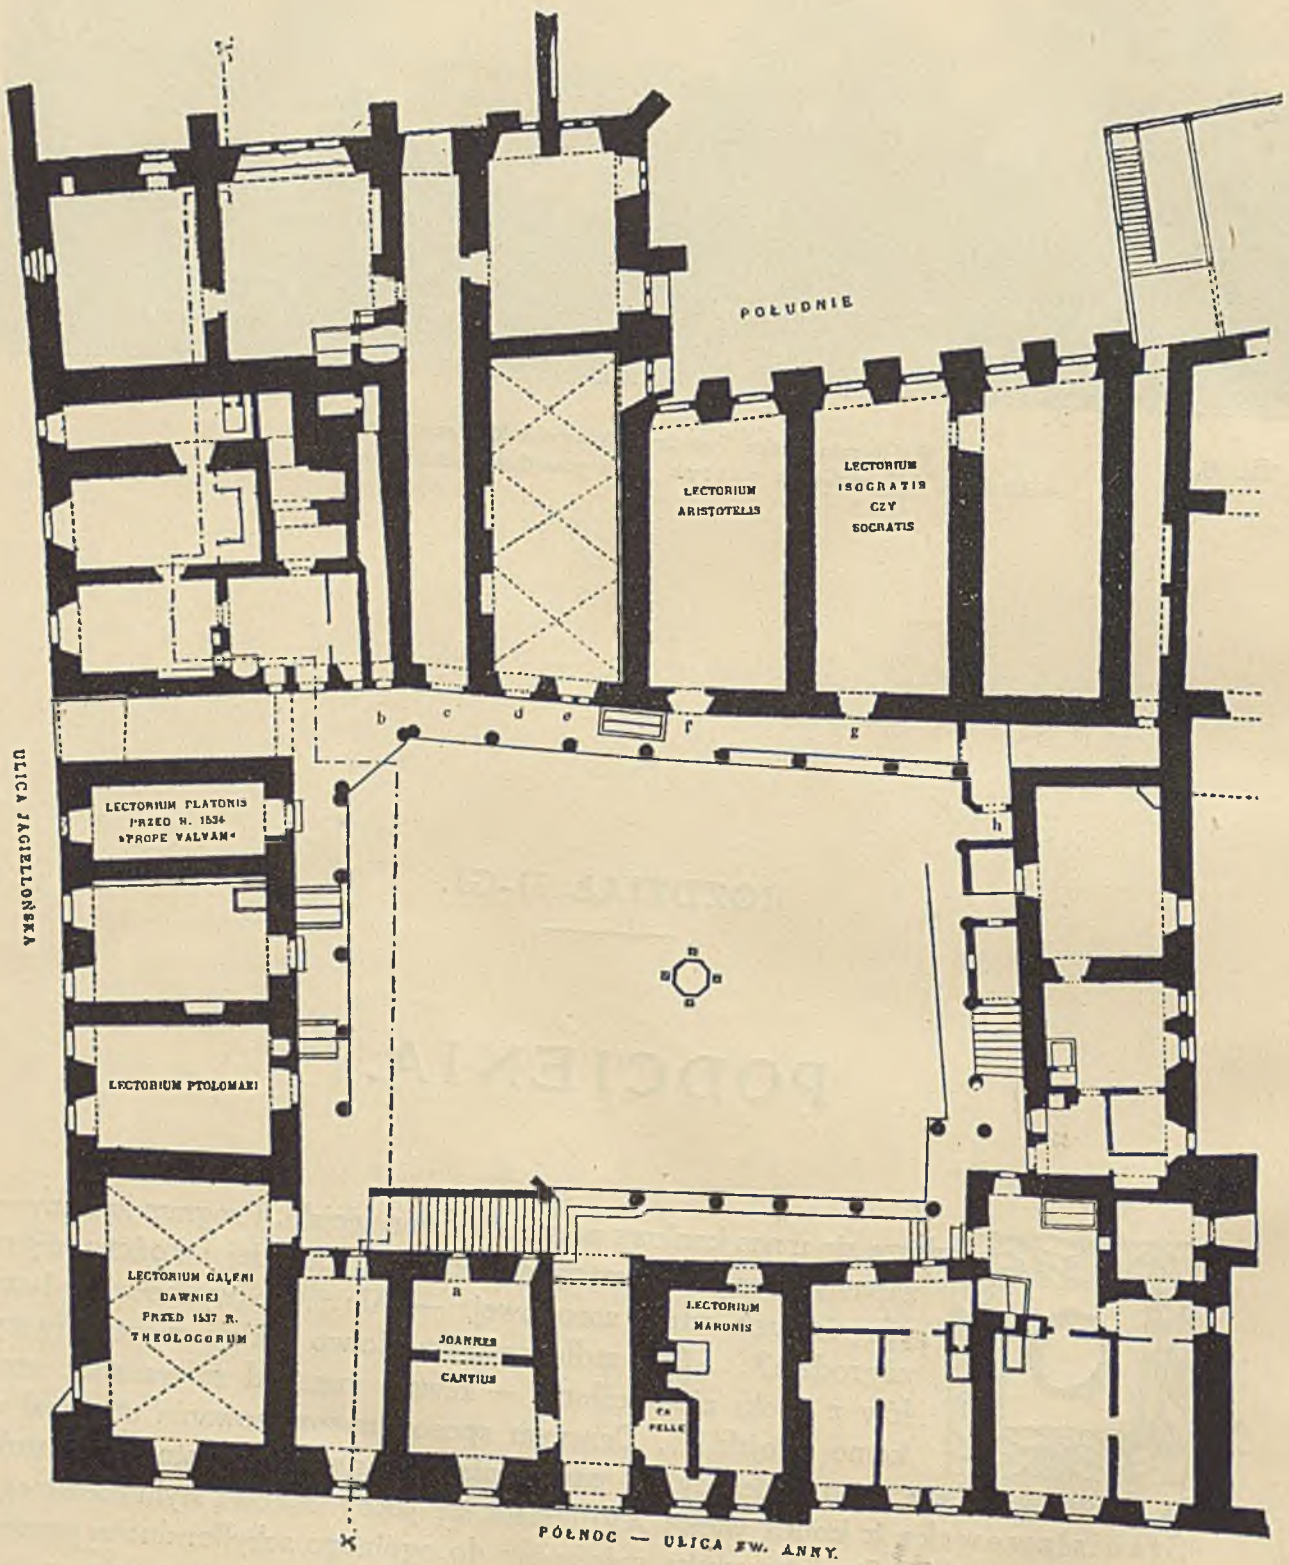 POŁUDNIE
LECTORIUM
ARISTOTELIS
LECTORIUM
ISOCRATIS
CZY
SOCRATIS
b
c
d
e
f
g
h
ULICA JAGIELLOŃSKA
LECTORIUM PLATONIS
PRZED R. 1534
»PROPE VALVAM«
LECTORIUM PTOLOMAEI
LECTORIUM GALENI
DAWNIEJ
PRZED 1537 R.
THEOLOGORUM
a
JOANNES
CANTIUS
LECTORIUM
MARONIS
CA
PELLE
PÓŁNOC — ULICA ŚW. ANNY.